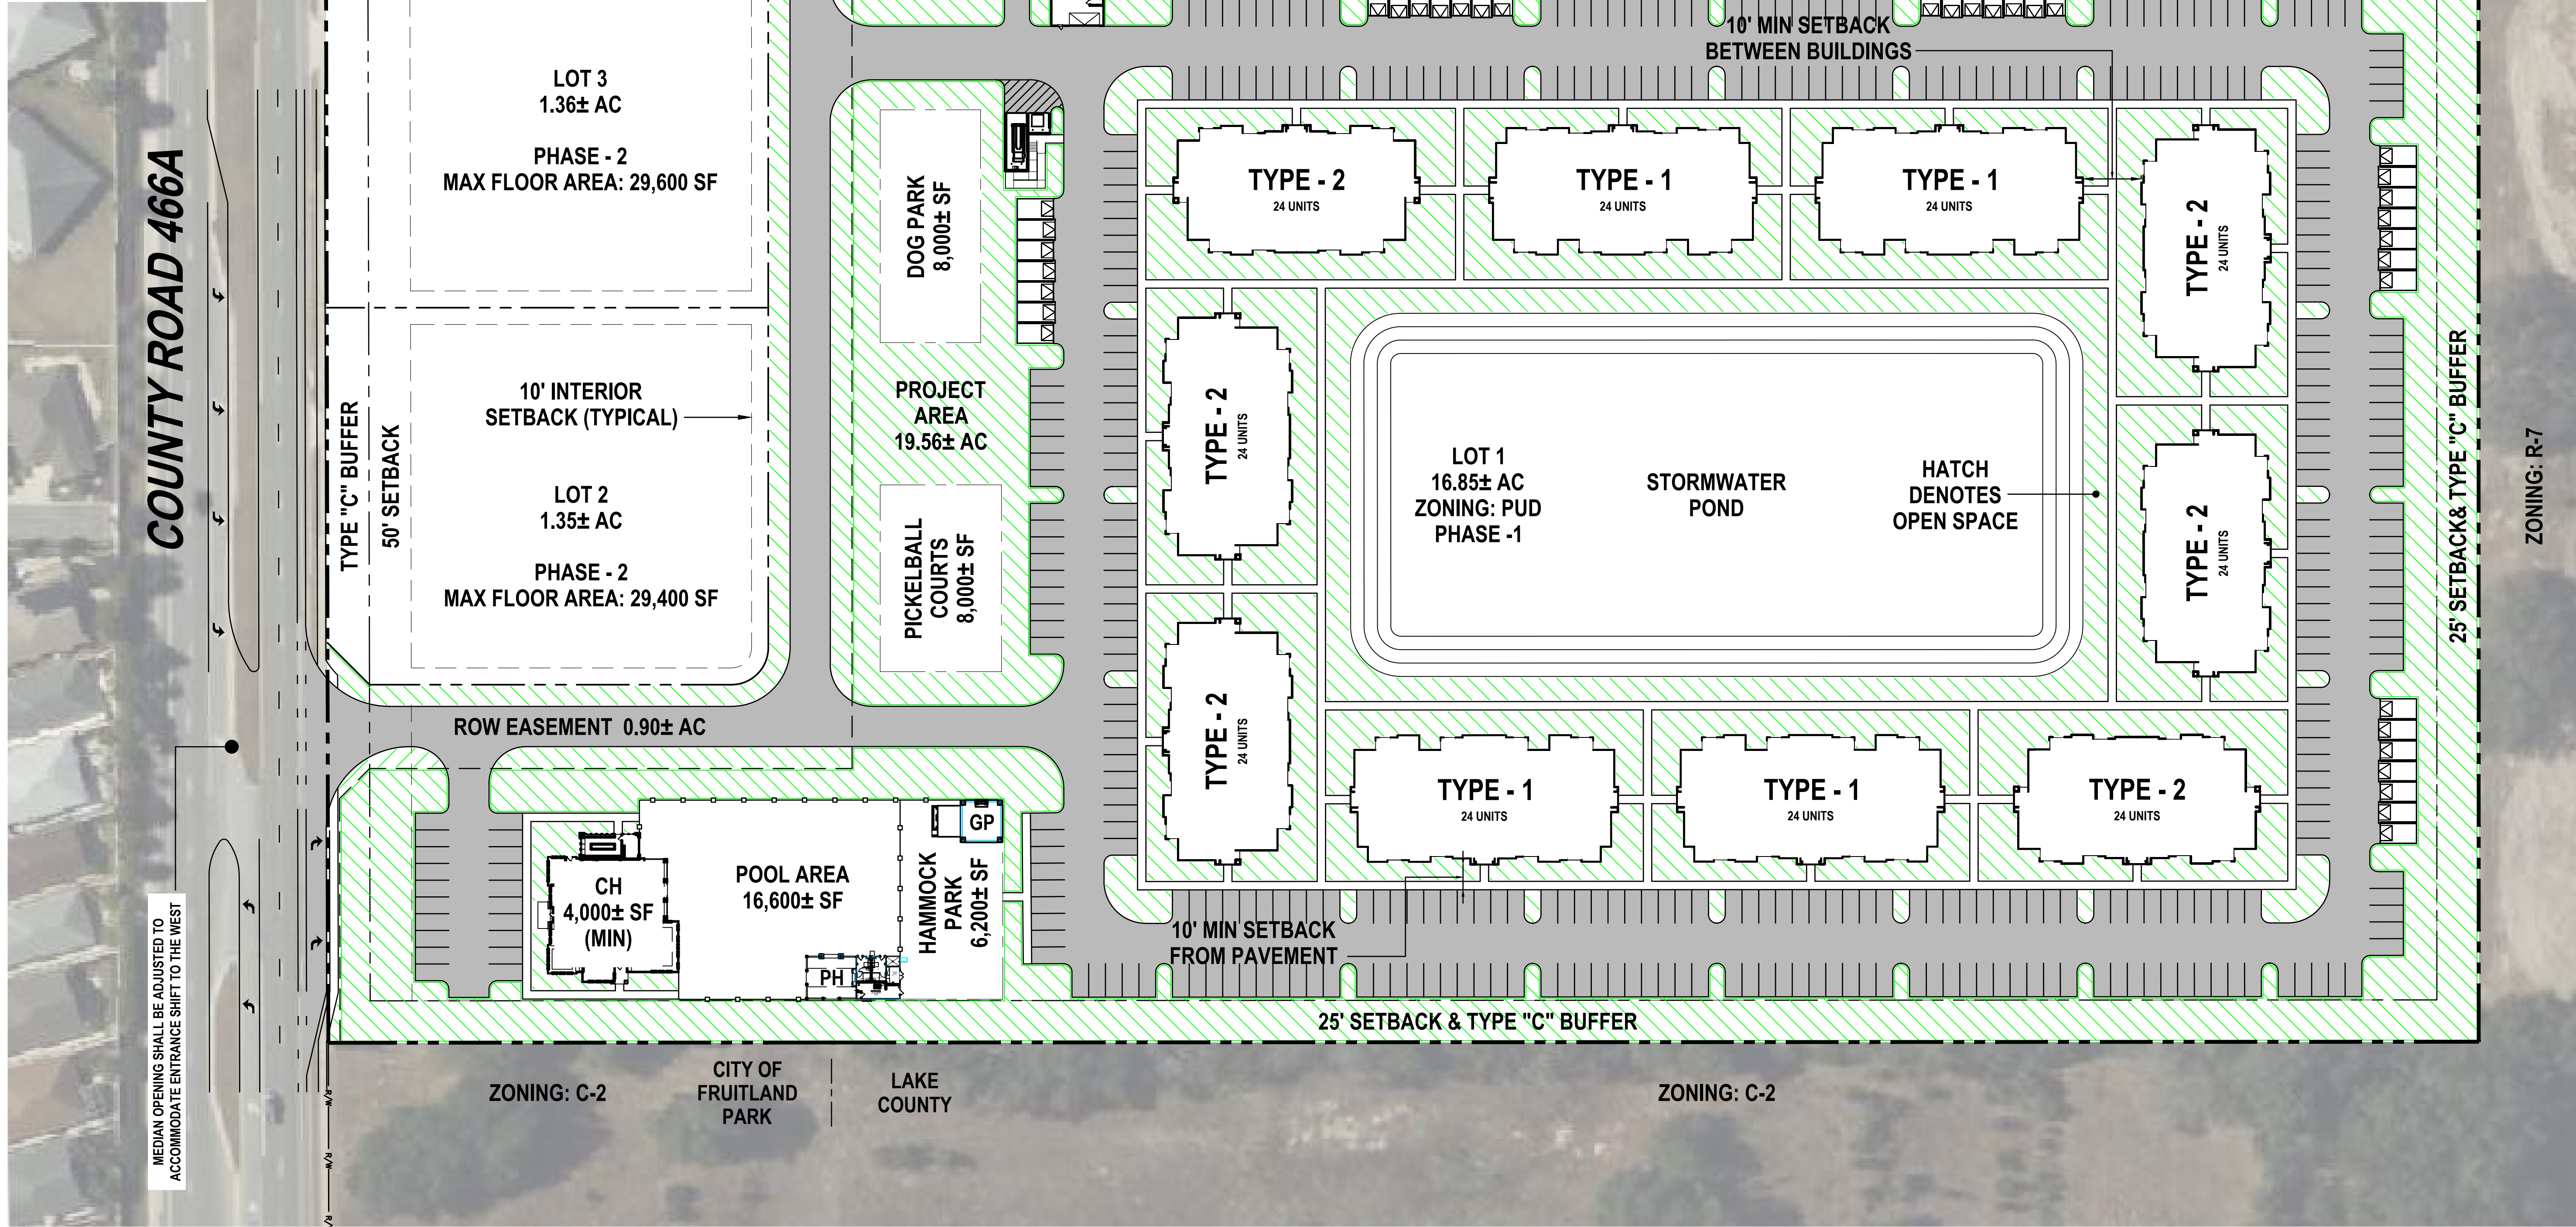 10' MIN SETBACK
BETWEEN BUILDINGS
LOT 3
1.36± AC
PHASE - 2
MAX FLOOR AREA: 29,600 SF
COUNTY ROAD 466A
DOG PARK
8,000± SF
TYPE - 2
24 UNITS
TYPE - 1
24 UNITS
TYPE - 1
24 UNITS
TYPE - 2
24 UNITS
10' INTERIOR
SETBACK (TYPICAL)
TYPE "C" BUFFER
50' SETBACK
PROJECT
AREA
19.56± AC
TYPE - 2
24 UNITS
LOT 2
1.35± AC
PHASE - 2
MAX FLOOR AREA: 29,400 SF
PICKELBALL
COURTS
8,000± SF
LOT 1
16.85± AC
ZONING: PUD
PHASE -1
STORMWATER
POND
HATCH
DENOTES
OPEN SPACE
TYPE - 2
24 UNITS
25' SETBACK& TYPE "C" BUFFER
ZONING: R-7
ROW EASEMENT 0.90± AC
TYPE - 2
24 UNITS
TYPE - 1
24 UNITS
TYPE - 1
24 UNITS
TYPE - 2
24 UNITS
GP
POOL AREA
16,600± SF
CH
4,000± SF
(MIN)
HAMMOCK
PARK
6,200± SF
PH
10' MIN SETBACK
FROM PAVEMENT
MEDIAN OPENING SHALL BE ADJUSTED TO
ACCOMMODATE ENTRANCE SHIFT TO THE WEST
25' SETBACK & TYPE "C" BUFFER
ZONING: C-2
CITY OF
FRUITLAND
PARK
LAKE
COUNTY
ZONING: C-2
R/W
R/W